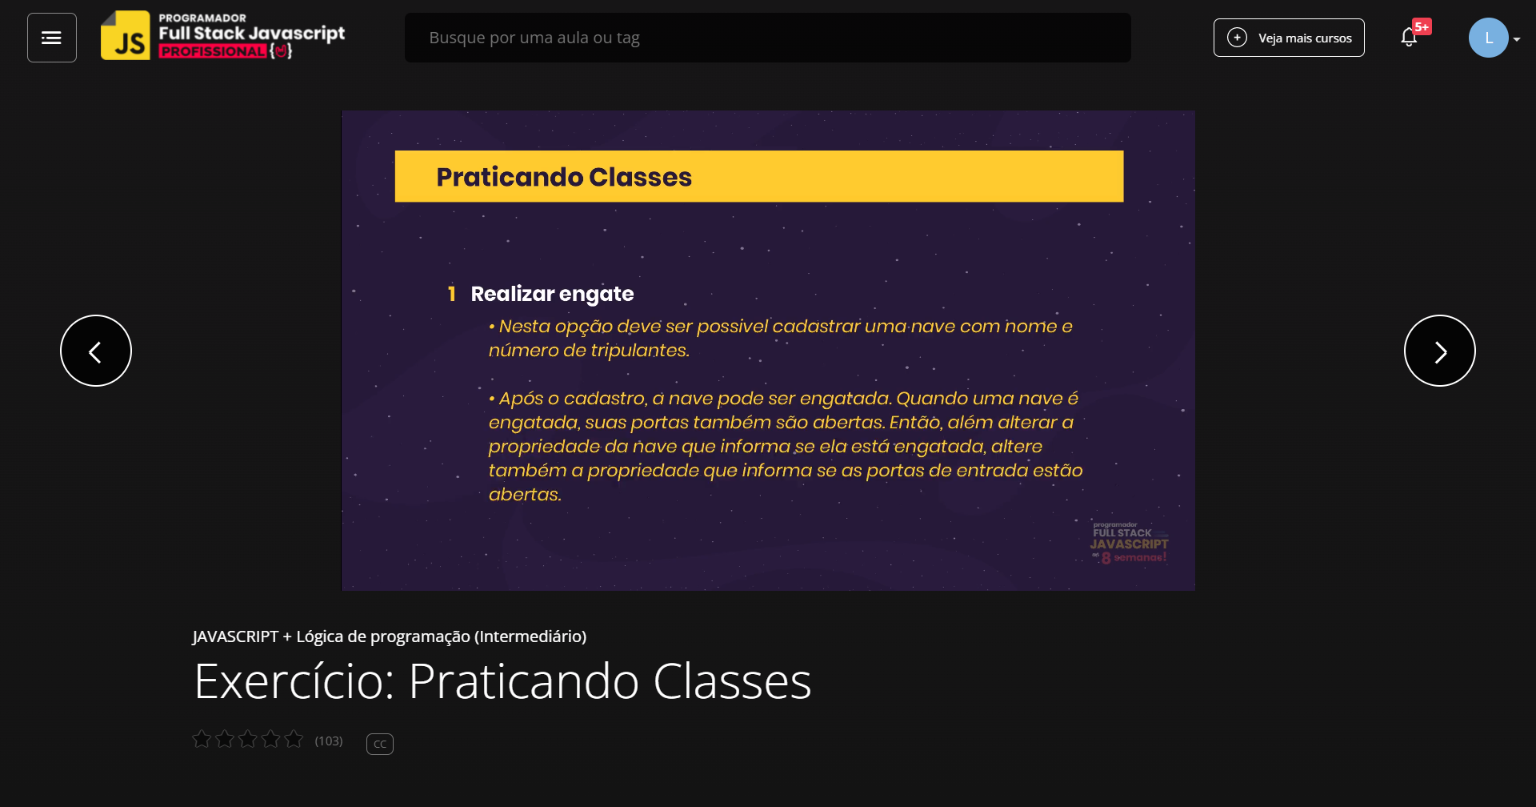 JS
PROGRAMADOR
Full Stack Javascript
PROFISSIONAL
Busque por uma aula ou tag
Veja mais cursos
5+
L
Praticando Classes
1 Realizar engate
• Nesta opção deve ser possivel cadastrar uma nave com nome e
número de tripulantes.
• Após o cadastro, a nave pode ser engatada. Quando uma nave é
engatada, suas portas também são abertas. Então, além alterar a
propriedade da nave que informa se ela está engatada, altere
também a propriedade que informa se as portas de entrada estão
abertas.
programador
FULL STACK
JAVASCRIPT
em 8 semanas!
JAVASCRIPT + Lógica de programação (Intermediário)
Exercício: Praticando Classes
(103)
CC